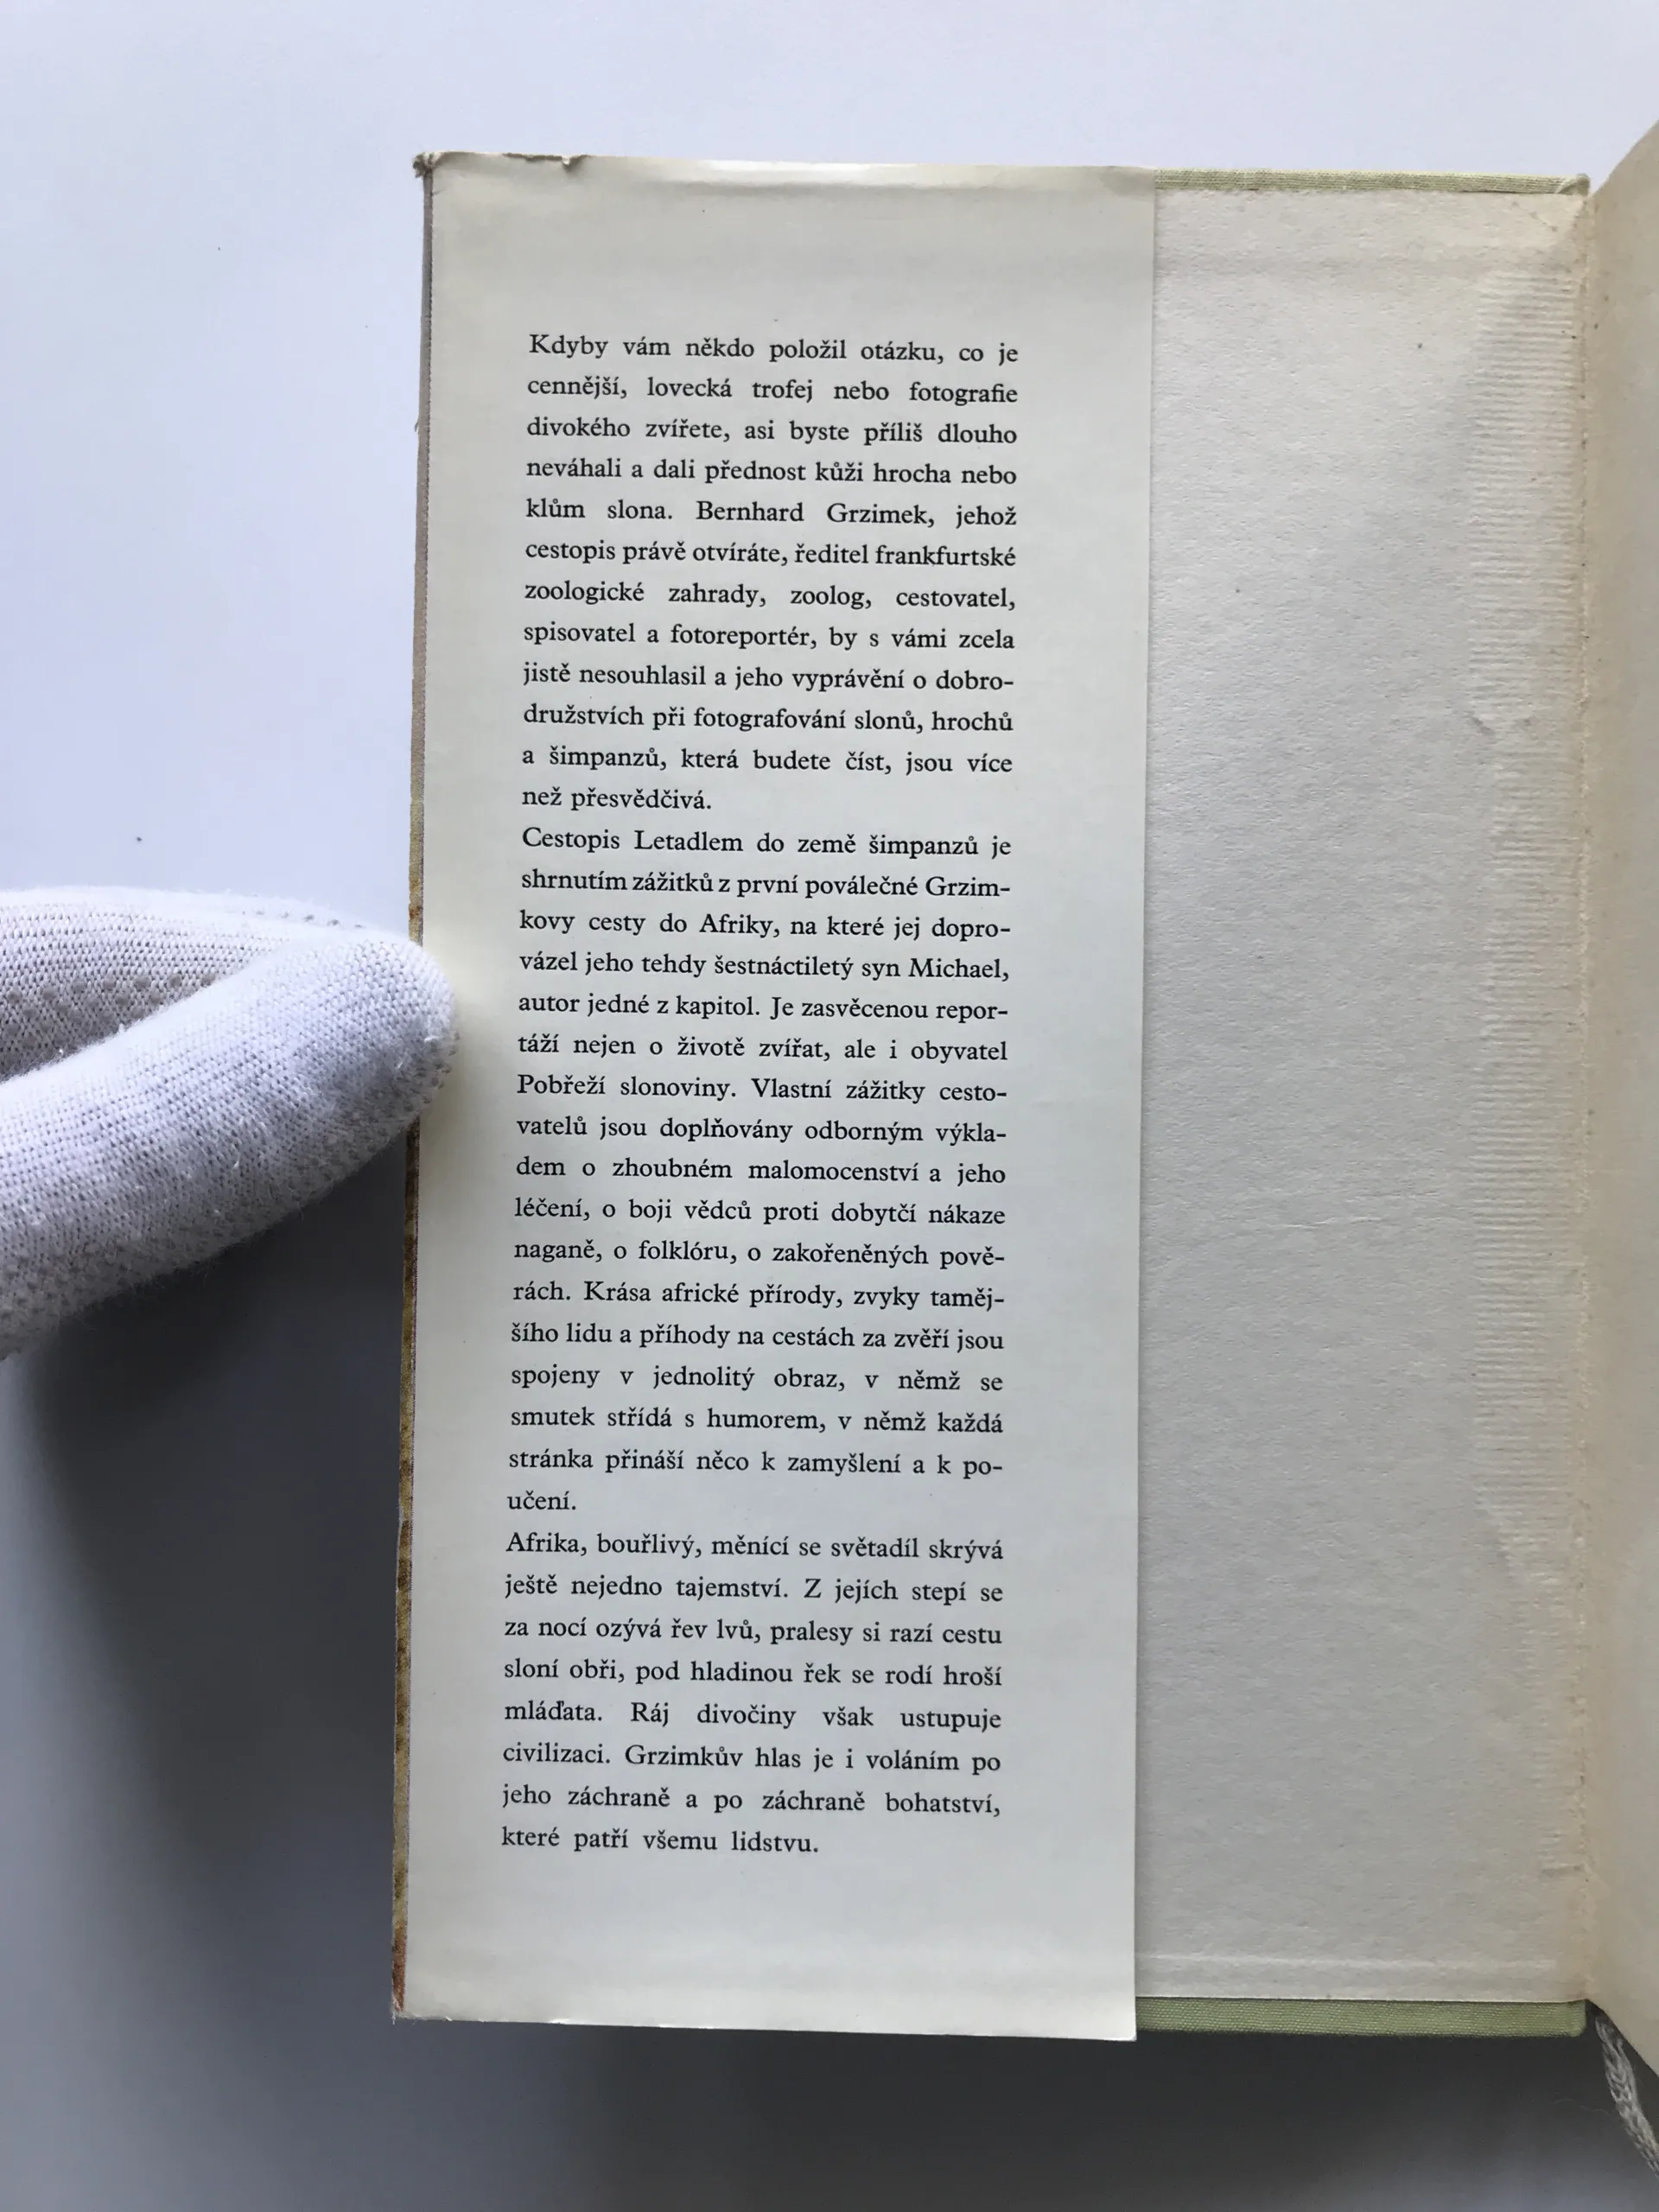 Kdyby vám někdo položil otázku, co je
cennější, lovecká trofej nebo fotografie
divokého zvířete, asi byste příliš dlouho
neváhali a dali přednost kůži hrocha nebo
klům slona. Bernhard Grzimek, jehož
cestopis právě otvíráte, ředitel frankfurtské
zoologické zahrady, zoolog, cestovatel,
spisovatel a fotoreportér, by s vámi zcela
jistě nesouhlasil a jeho vyprávění o dobro-
družstvích při fotografování slonů, hrochů
a šimpanzů, která budete číst, jsou více
než přesvědčivá.
Cestopis Letadlem do země šimpanzů je
shrnutím zážitků z první poválečné Grzim-
kovy cesty do Afriky, na které jej dopro-
vázel jeho tehdy šestnáctiletý syn Michael,
autor jedné z kapitol. Je zasvěcenou repor-
táží nejen o životě zvířat, ale i obyvatel
Pobřeží slonoviny. Vlastní zážitky cesto-
vatelů jsou doplňovány odborným výkla-
dem o zhoubném malomocenství a jeho
léčení, o boji vědců proti dobytčí nákaze
naganě, o folklóru, o zakořeněných pově-
rách. Krása africké přírody, zvyky taměj-
šího lidu a příhody na cestách za zvěří jsou
spojeny v jednolitý obraz, v němž se
smutek střídá s humorem, v němž každá
stránka přináší něco k zamyšlení a k po-
učení.
Afrika, bouřlivý, měnící se světadíl skrývá
ještě nejedno tajemství. Z jejích stepí se
za nocí ozývá řev lvů, pralesy si razí cestu
sloní obři, pod hladinou řek se rodí hroší
mláďata. Ráj divočiny však ustupuje
civilizaci. Grzimkův hlas je i voláním po
jeho záchraně a po záchraně bohatství,
které patří všemu lidstvu.